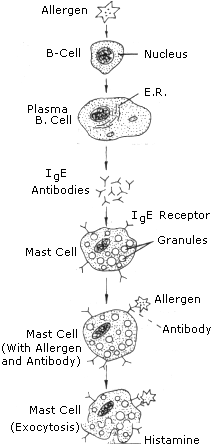 Allergen
B-Cell
Nucleus
E.R.
Plasma
B. Cell
IgE
Antibodies
IgE Receptor
Granules
Mast Cell
Allergen
Antibody
Mast Cell
(With Allergen
and Antibody)
Mast Cell
(Exocytosis)
Histamine